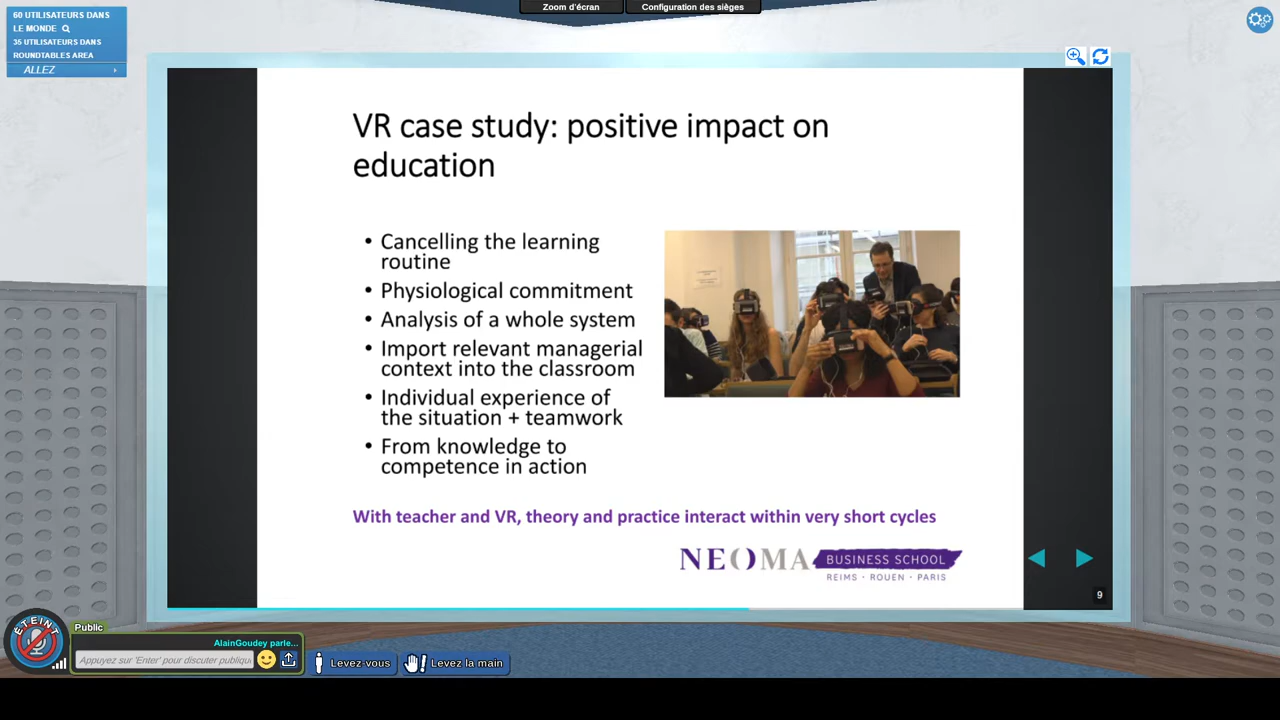 Zoom d'écran
Configuration des sièges
60 UTILISATEURS DANS
LE MONDE
35 UTILISATEURS DANS
ROUNDTABLES AREA
ALLEZ
VR case study: positive impact on
education
• Cancelling the learning
routine
• Physiological commitment
• Analysis of a whole system
• Import relevant managerial
context into the classroom
• Individual experience of
the situation + teamwork
• From knowledge to
competence in action
With teacher and VR, theory and practice interact within very short cycles
NEOMA BUSINESS SCHOOL
REIMS · ROUEN · PARIS
9
ÉTEINT
Public
AlainGoudey parle...
Appuyez sur 'Enter' pour discuter publiqu
Levez-vous
Levez la main